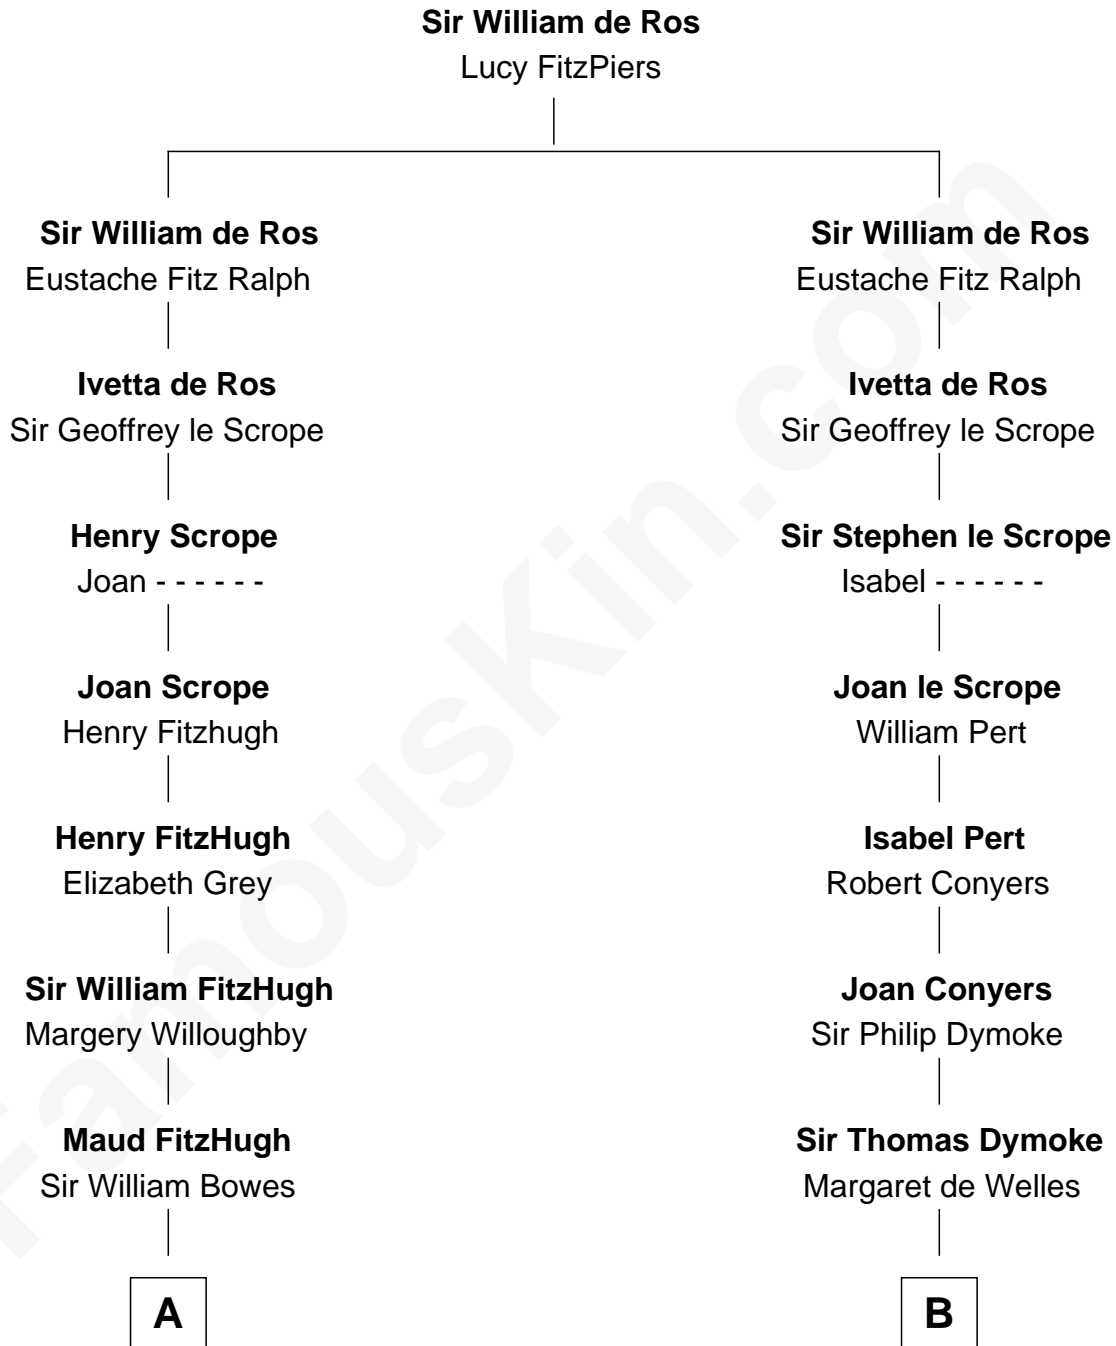 Sir William de Ros
Lucy FitzPiers
Sir William de Ros
Eustache Fitz Ralph
Sir William de Ros
Eustache Fitz Ralph
Ivetta de Ros
Sir Geoffrey le Scrope
Ivetta de Ros
Sir Geoffrey le Scrope
Henry Scrope
Joan - - - - - -
Sir Stephen le Scrope
Isabel - - - - - -
Joan Scrope
Henry Fitzhugh
Joan le Scrope
William Pert
Henry FitzHugh
Elizabeth Grey
Isabel Pert
Robert Conyers
Sir William FitzHugh
Margery Willoughby
Joan Conyers
Sir Philip Dymoke
Maud FitzHugh
Sir William Bowes
Sir Thomas Dymoke
Margaret de Welles
A
B
FamousKin.com